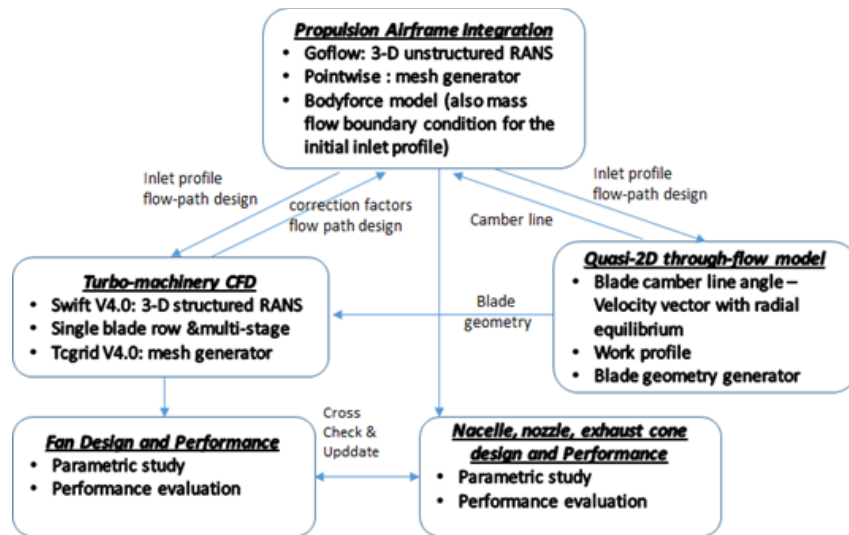 Propulsion Airframe Integration
• Goflow: 3-D unstructured RANS
• Pointwise : mesh generator
• Bodyforce model (also mass
flow boundary condition for the
initial inlet profile)
Inlet profile
flow-path design
correction factors
flow path design
Camber line
Inlet profile
flow-path design
Turbo-machinery CFD
• Swift V4.0: 3-D structured RANS
• Single blade row &multi-stage
• Tcgrid V4.0: mesh generator
Blade
geometry
Quasi-2D through-flow model
• Blade camber line angle –
Velocity vector with radial
equilibrium
• Work profile
• Blade geometry generator
Fan Design and Performance
• Parametric study
• Performance evaluation
Cross
Check &
Upddate
Nacelle, nozzle, exhaust cone
design and Performance
• Parametric study
• Performance evaluation